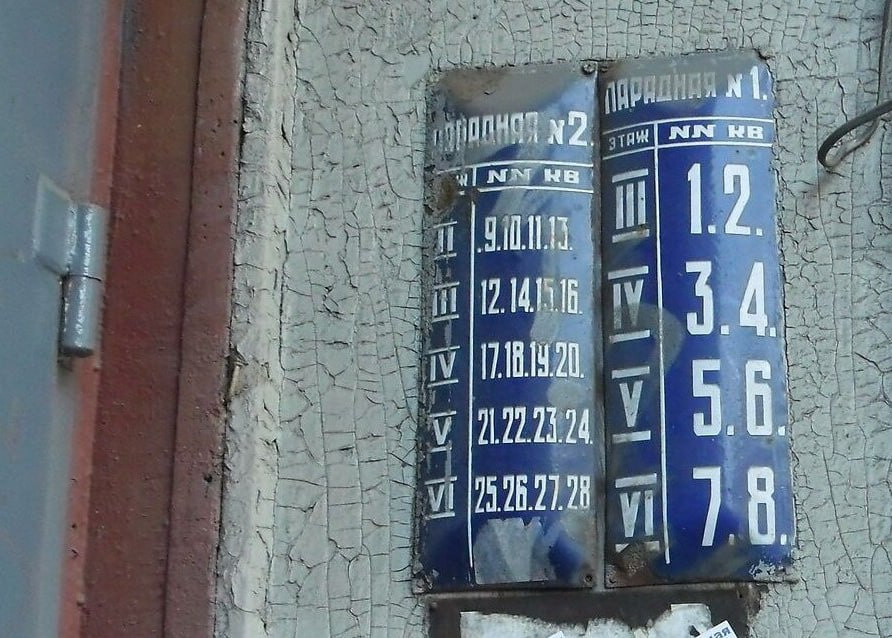 ПАРАДНАЯ №2.
NN КВ
II 9.10.11.13.
III 12.14.15.16.
IV 17.18.19.20.
V 21.22.23.24.
VI 25.26.27.28
ПАРАДНАЯ №1.
ЭТАЖ NN КВ
III 1.2.
IV 3.4.
V 5.6.
VI 7.8.